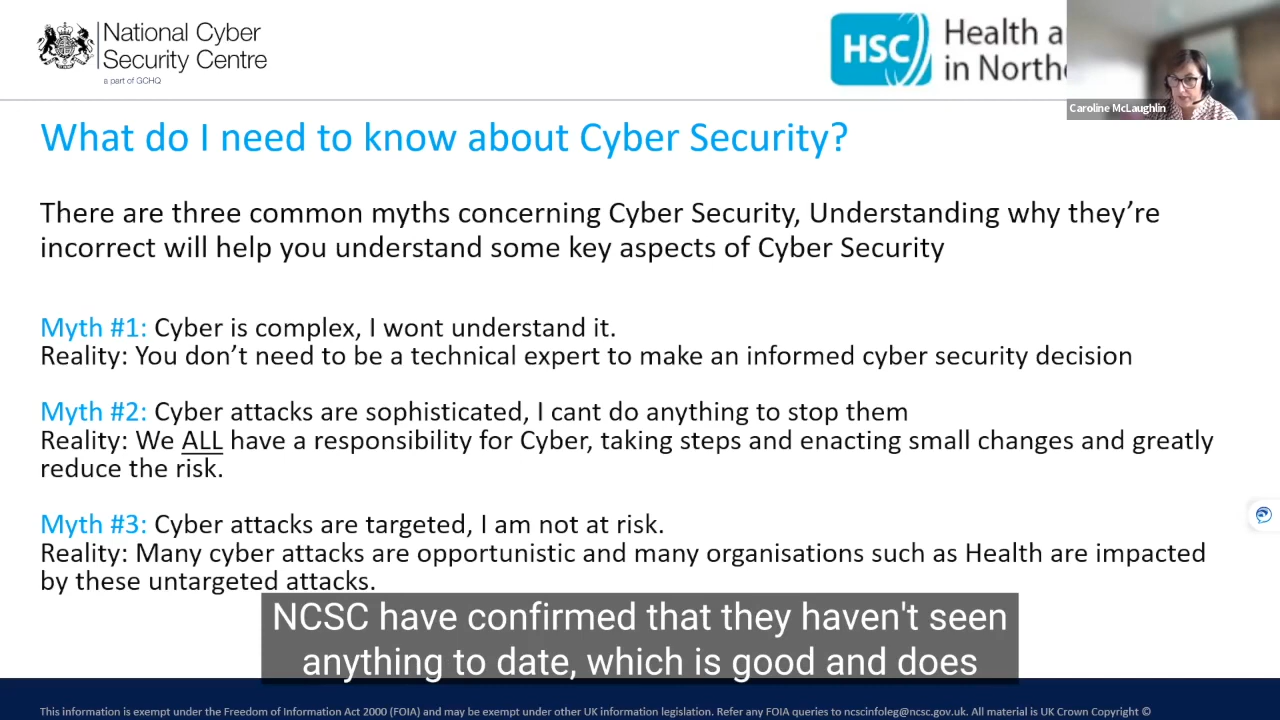 National Cyber
Security Centre
a part of GCHQ
HSC
Health a
in Northe
Caroline McLaughlin
What do I need to know about Cyber Security?
There are three common myths concerning Cyber Security, Understanding why they’re
incorrect will help you understand some key aspects of Cyber Security
Myth #1: Cyber is complex, I wont understand it.
Reality: You don’t need to be a technical expert to make an informed cyber security decision
Myth #2: Cyber attacks are sophisticated, I cant do anything to stop them
Reality: We ALL have a responsibility for Cyber, taking steps and enacting small changes and greatly
reduce the risk.
Myth #3: Cyber attacks are targeted, I am not at risk.
Reality: Many cyber attacks are opportunistic and many organisations such as Health are impacted
by these untargeted attacks.
NCSC have confirmed that they haven't seen
anything to date, which is good and does
This information is exempt under the Freedom of Information Act 2000 (FOIA) and may be exempt under other UK information legislation. Refer any FOIA queries to ncscinfoleg@ncsc.gov.uk. All material is UK Crown Copyright ©